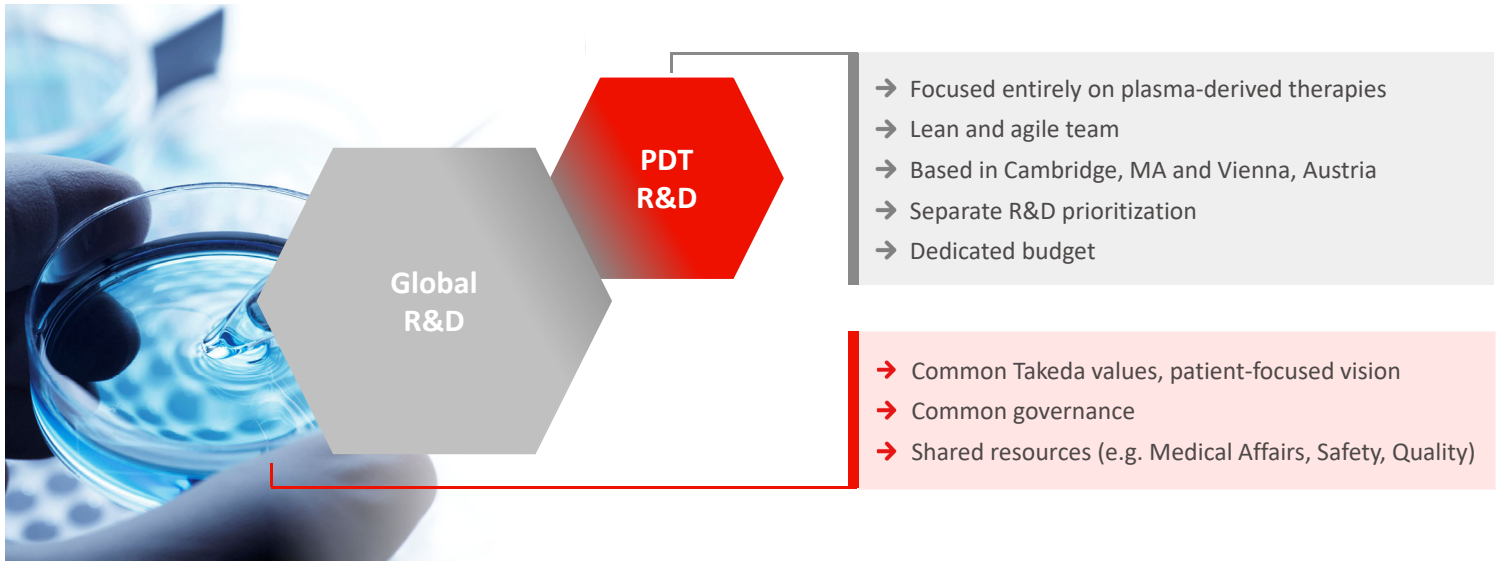 PDT
R&D
Global
R&D
Focused entirely on plasma-derived therapies
Lean and agile team
Based in Cambridge, MA and Vienna, Austria
Separate R&D prioritization
Dedicated budget
Common Takeda values, patient-focused vision
Common governance
Shared resources (e.g. Medical Affairs, Safety, Quality)